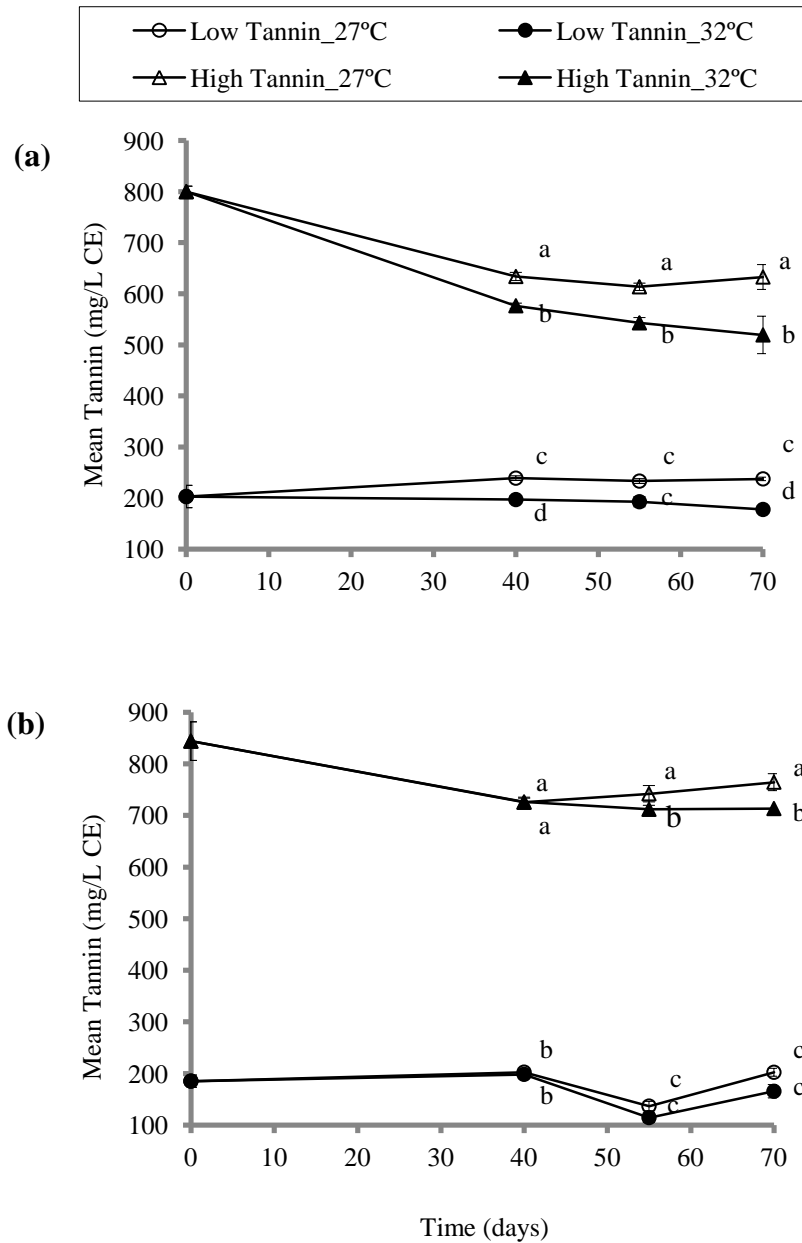 Low Tannin_27ºC Low Tannin_32ºC
High Tannin_27ºC High Tannin_32ºC
(a)
Mean Tannin (mg/L CE)
900
800
700
600
500
400
300
200
100
a a a
b b b
c c c
d c d
0 10 20 30 40 50 60 70
(b)
Mean Tannin (mg/L CE)
900
800
700
600
500
400
300
200
100
a a a
a b b
b c c
b c c
0 10 20 30 40 50 60 70
Time (days)